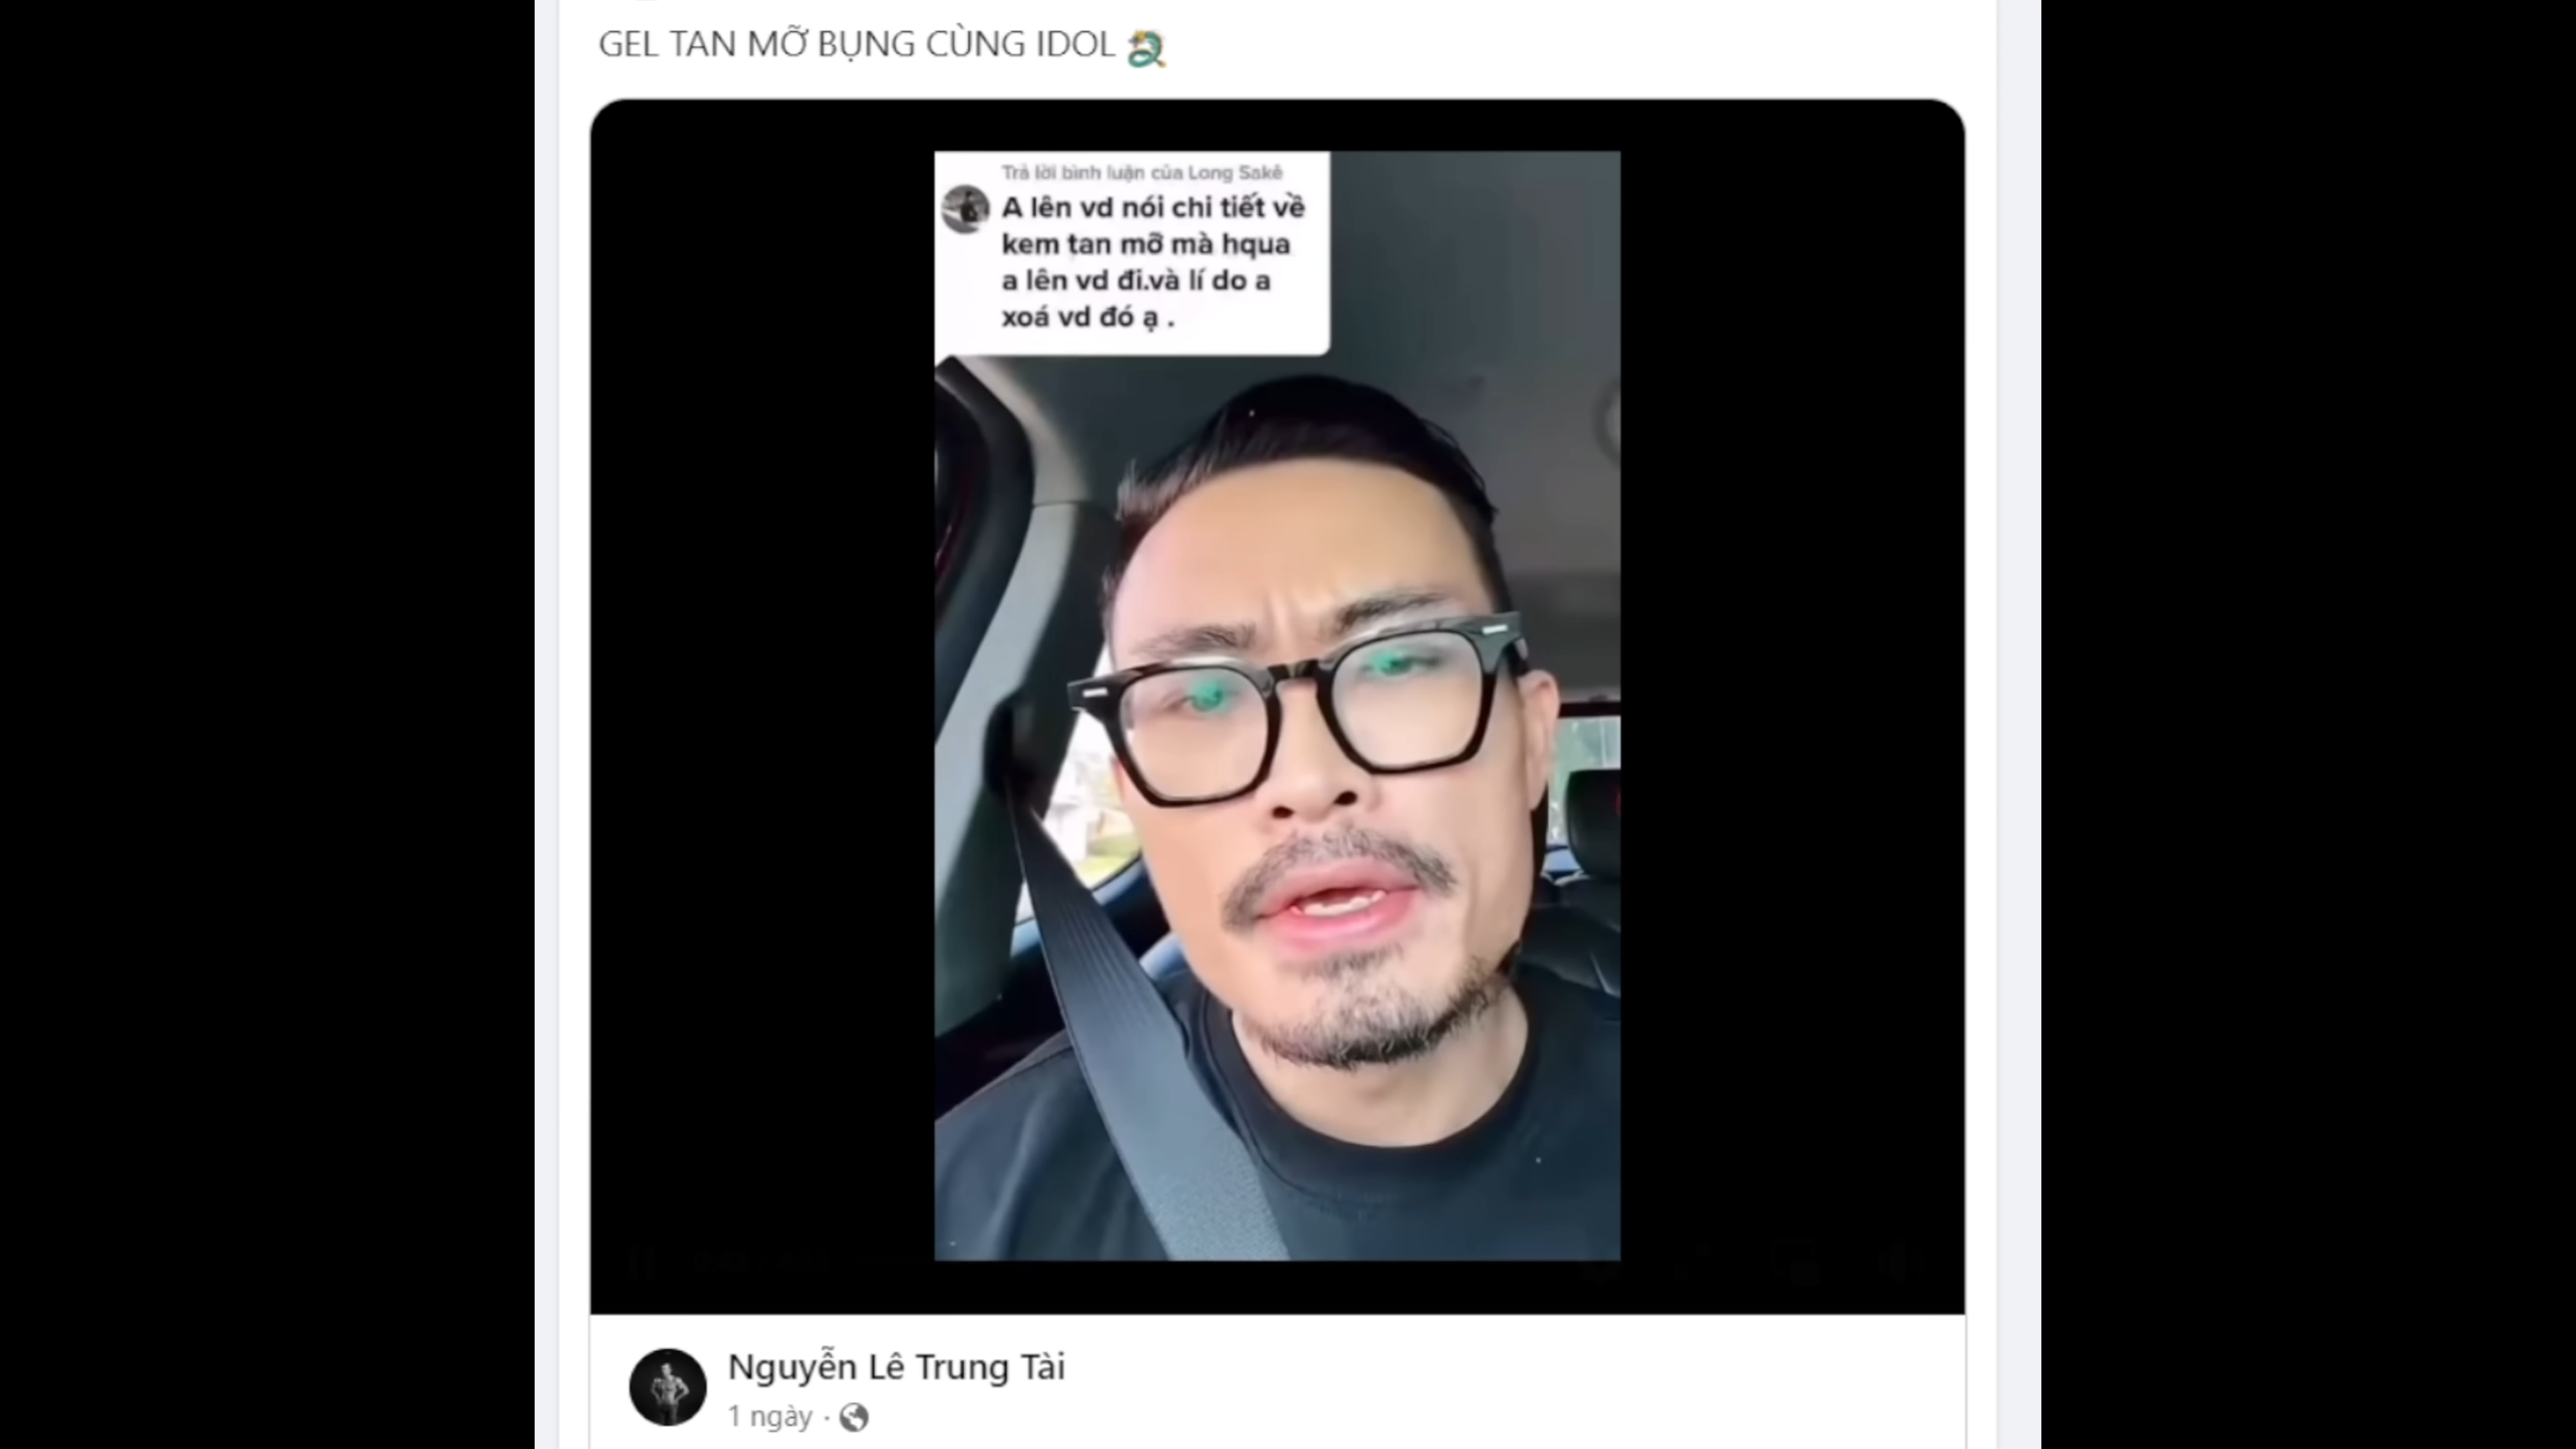 GEL TAN MỠ BỤNG CÙNG IDOL
Trả lời bình luận của Long Sakê
A lên vd nói chi tiết về
kem tan mỡ mà hqua
a lên vd đi.và lí do a
xoá vd đó ạ .
Nguyễn Lê Trung Tài
1 ngày ·